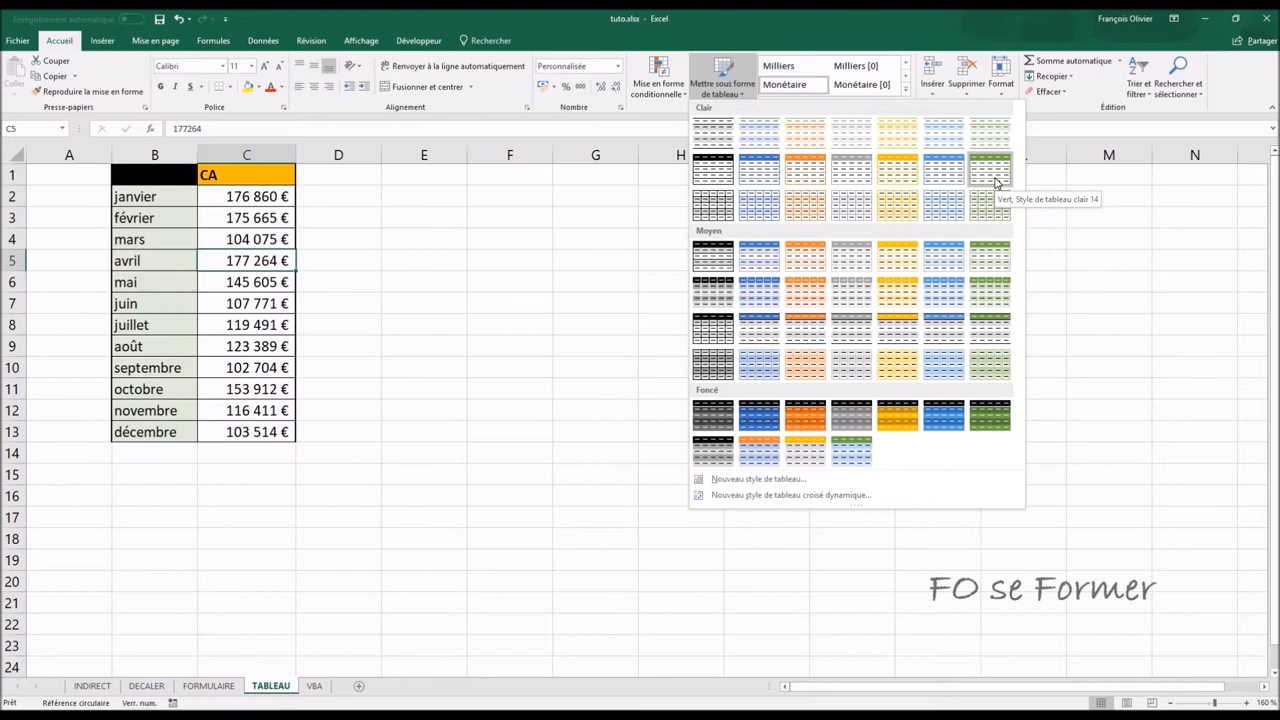 Enregistrement automatique
tuto.xlsx - Excel
François Olivier
Fichier Accueil Insérer Mise en page Formules Données Révision Affichage Développeur Rechercher
Partager
Couper
Copier
Reproduire la mise en forme
Presse-papiers
Calibri 11
G I S
Police
Renvoyer à la ligne automatiquement
Fusionner et centrer
Alignement
Personnalisée
% 000
Nombre
Mise en forme conditionnelle
Mettre sous forme de tableau
Milliers Milliers [0]
Monétaire Monétaire [0]
Insérer Supprimer Format
Somme automatique
Recopier
Effacer
Trier et filtrer
Rechercher et sélectionner
Édition
C5 fx 177264
A B C D E F G H M N
1 CA
2 janvier 176 860 €
3 février 175 665 €
4 mars 104 075 €
5 avril 177 264 €
6 mai 145 605 €
7 juin 107 771 €
8 juillet 119 491 €
9 août 123 389 €
10 septembre 102 704 €
11 octobre 153 912 €
12 novembre 116 411 €
13 décembre 103 514 €
15
16
17
18
19
20
21
22
23
24
Clair
Vert, Style de tableau clair 14
Moyen
Foncé
Nouveau style de tableau...
Nouveau style de tableau croisé dynamique...
FO se Former
INDIRECT DECALER FORMULAIRE TABLEAU VBA
Prêt Référence circulaire Verr. num. 160 %